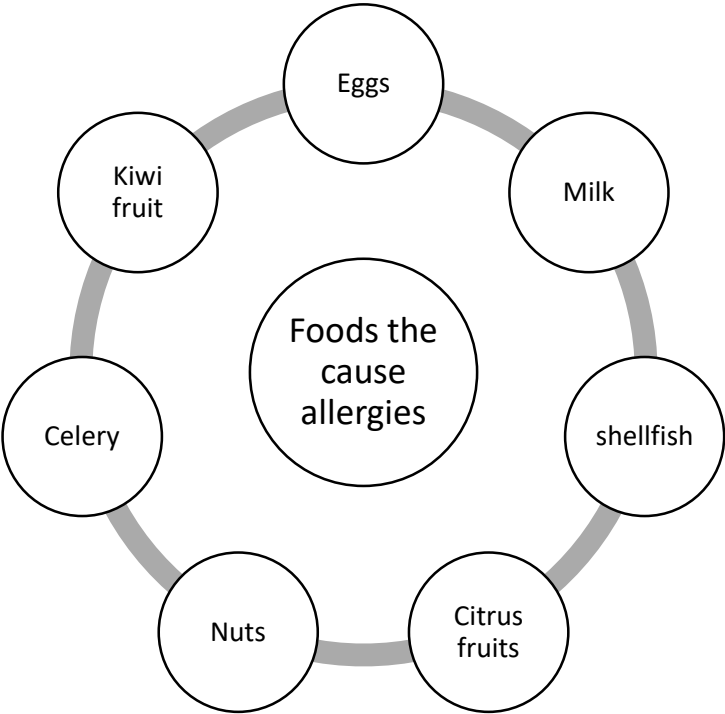 Eggs
Milk
shellfish
Citrus
fruits
Nuts
Celery
Kiwi
fruit
Foods the
cause
allergies